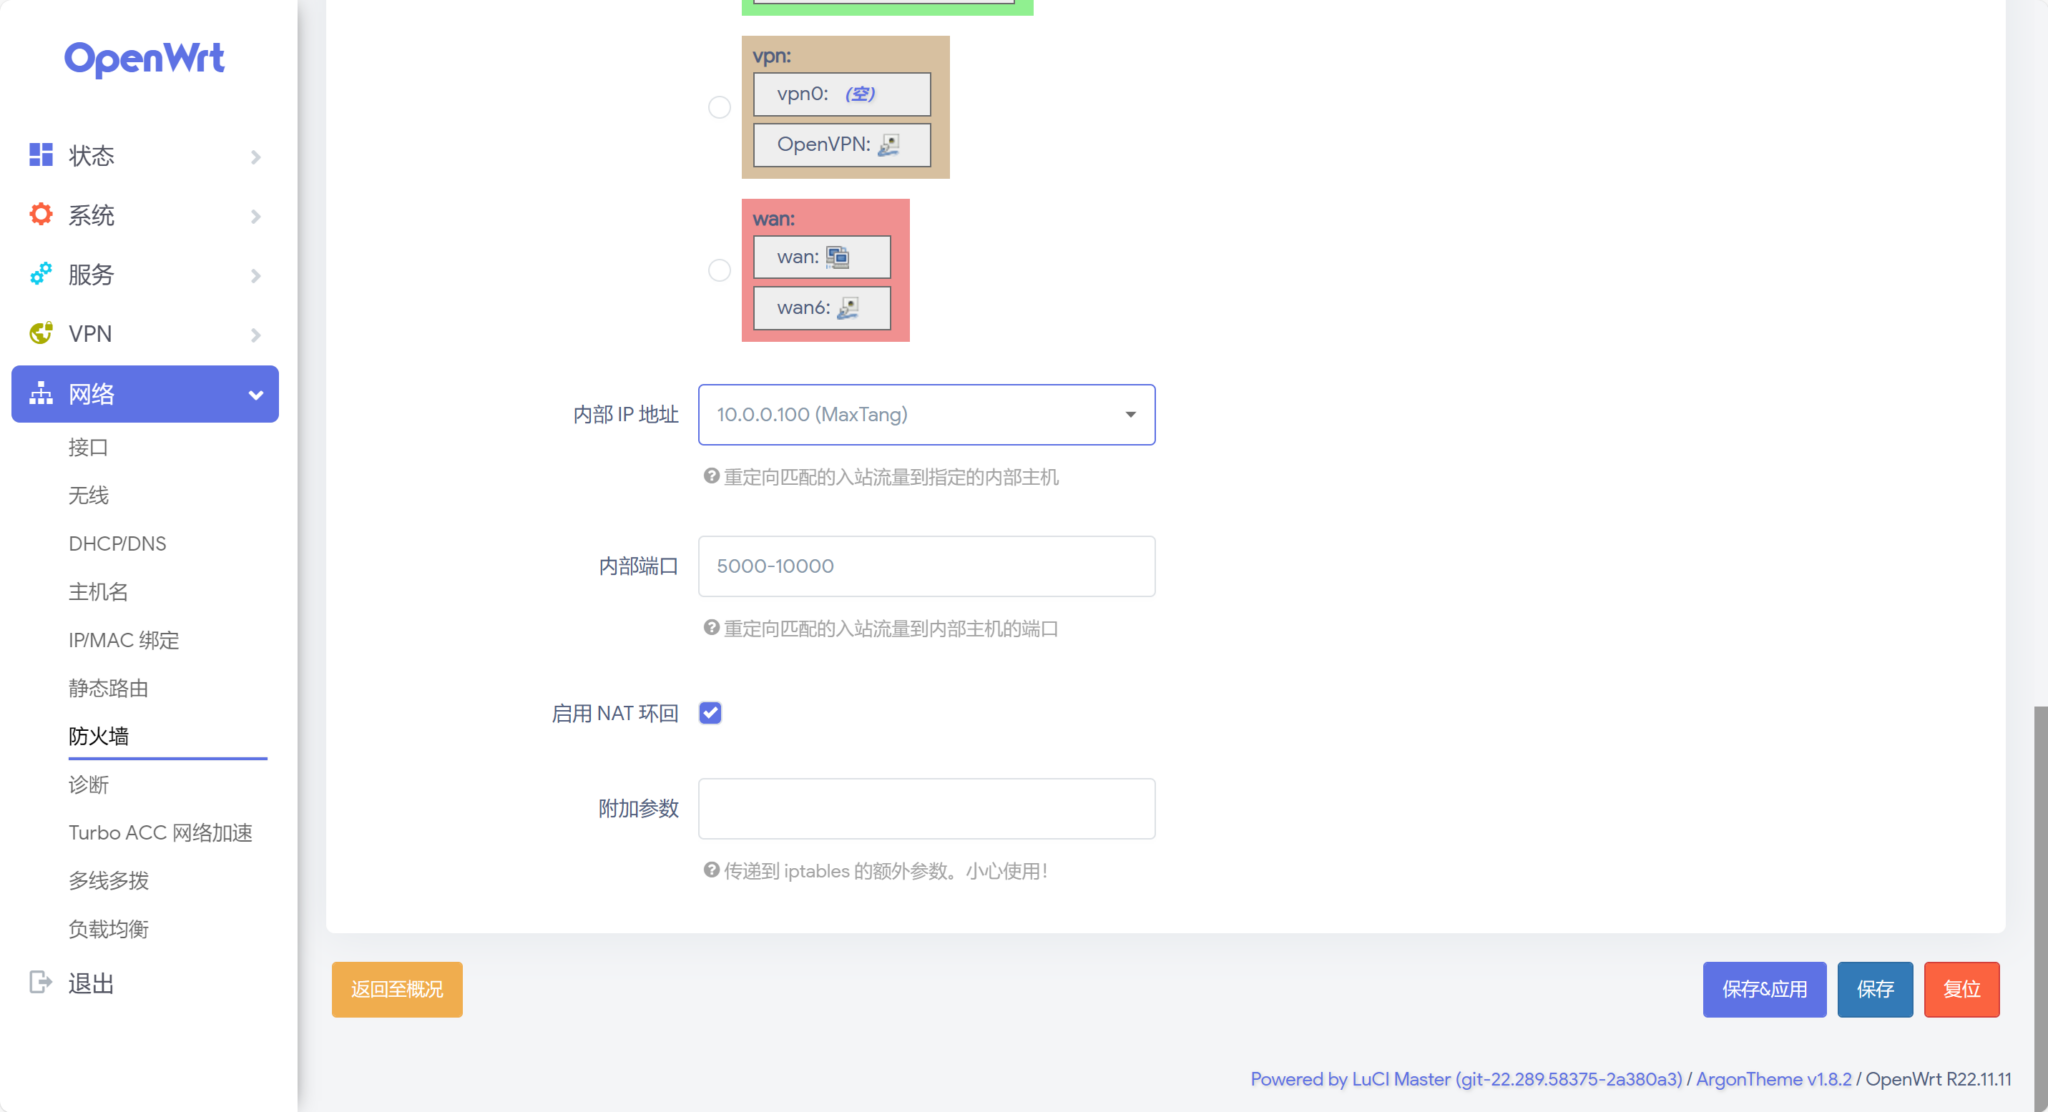 OpenWrt
状态
系统
服务
VPN
网络
接口
无线
DHCP/DNS
主机名
IP/MAC 绑定
静态路由
防火墙
诊断
Turbo ACC 网络加速
多线多拨
负载均衡
退出
vpn:
vpn0: (空)
OpenVPN:
wan:
wan:
wan6:
内部 IP 地址
10.0.0.100 (MaxTang)
重定向匹配的入站流量到指定的内部主机
内部端口
5000-10000
重定向匹配的入站流量到内部主机的端口
启用 NAT 环回
附加参数
传递到 iptables 的额外参数。小心使用！
返回至概况
保存&应用
保存
复位
Powered by LuCI Master (git-22.289.58375-2a380a3) / ArgonTheme v1.8.2 / OpenWrt R22.11.11